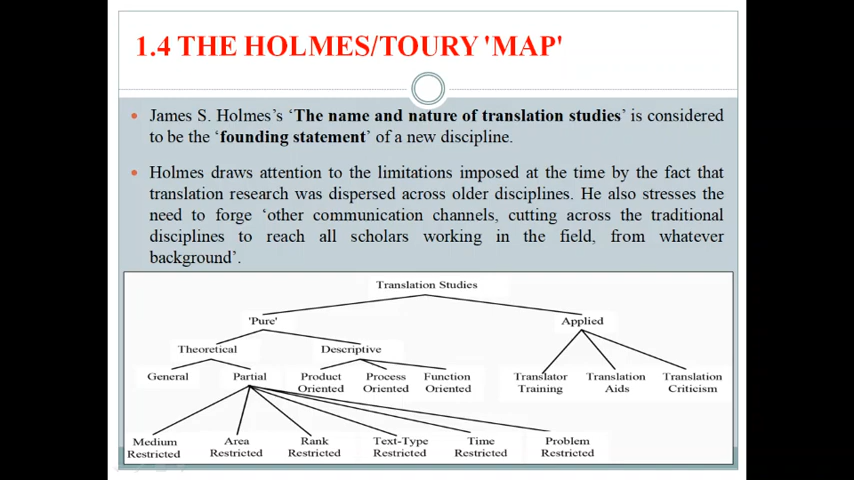 1.4 THE HOLMES/TOURY 'MAP'
James S. Holmes's 'The name and nature of translation studies' is considered
to be the 'founding statement' of a new discipline.
Holmes draws attention to the limitations imposed at the time by the fact that
translation research was dispersed across older disciplines. He also stresses the
need to forge 'other communication channels, cutting across the traditional
disciplines to reach all scholars working in the field, from whatever
background'.
Translation Studies
'Pure' Applied
Theoretical Descriptive
General Partial Product Process Function Translator Translation Translation
Oriented Oriented Oriented Training Aids Criticism
Medium Area Rank Text-Type Time Problem
Restricted Restricted Restricted Restricted Restricted Restricted